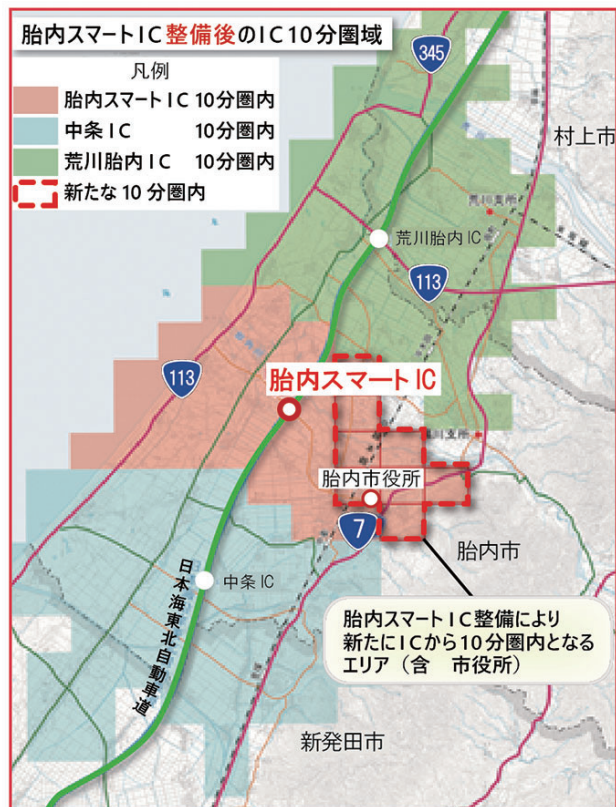 胎内スマートIC整備後のIC10分圏域
凡例
胎内スマートIC 10分圏内
中条IC 10分圏内
荒川胎内IC 10分圏内
新たな10分圏内
345
村上市
荒川支所
荒川胎内IC
113
113
胎内スマートIC
黒川支所
胎内市役所
7
胎内市
中条IC
日本海東北自動車道
胎内スマートIC整備により
新たにICから10分圏内となる
エリア（含 市役所）
新発田市